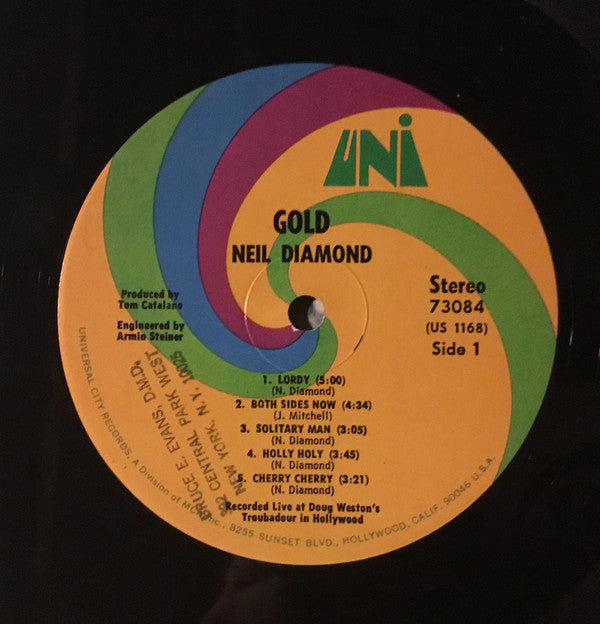 UNi
GOLD
NEIL DIAMOND
Produced by
Tom Catalano
Engineered by
Armin Steiner
Stereo
73084
(US 1168)
Side 1
1. LORDY (5:00)
(N. Diamond)
2. BOTH SIDES NOW (4:34)
(J. Mitchell)
3. SOLITARY MAN (3:05)
(N. Diamond)
4. HOLLY HOLY (3:45)
(N. Diamond)
5. CHERRY CHERRY (3:21)
(N. Diamond)
Recorded Live at Doug Weston's
Troubadour in Hollywood
BRUCE E. EVANS, D.M.D.
392 CENTRAL PARK WEST
NEW YORK, N.Y. 10025
UNIVERSAL CITY RECORDS, A Division of MCA Inc., 8255 SUNSET BLVD., HOLLYWOOD, CALIF. 90046 U.S.A.